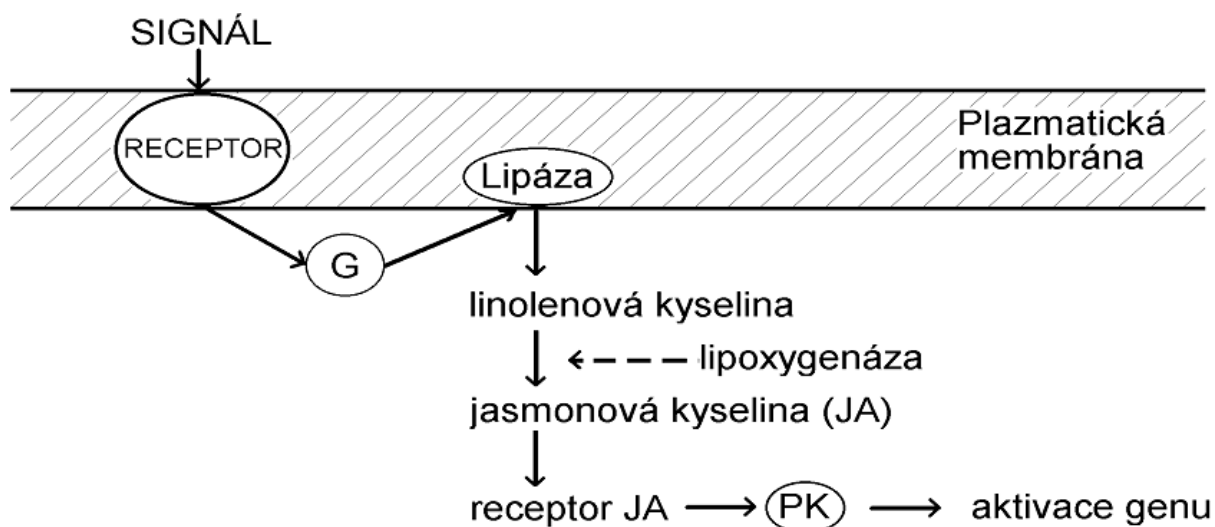 SIGNÁL
RECEPTOR
Plazmatická
membrána
Lipáza
G
linolenová kyselina
lipoxygenáza
jasmonová kyselina (JA)
receptor JA PK aktivace genu